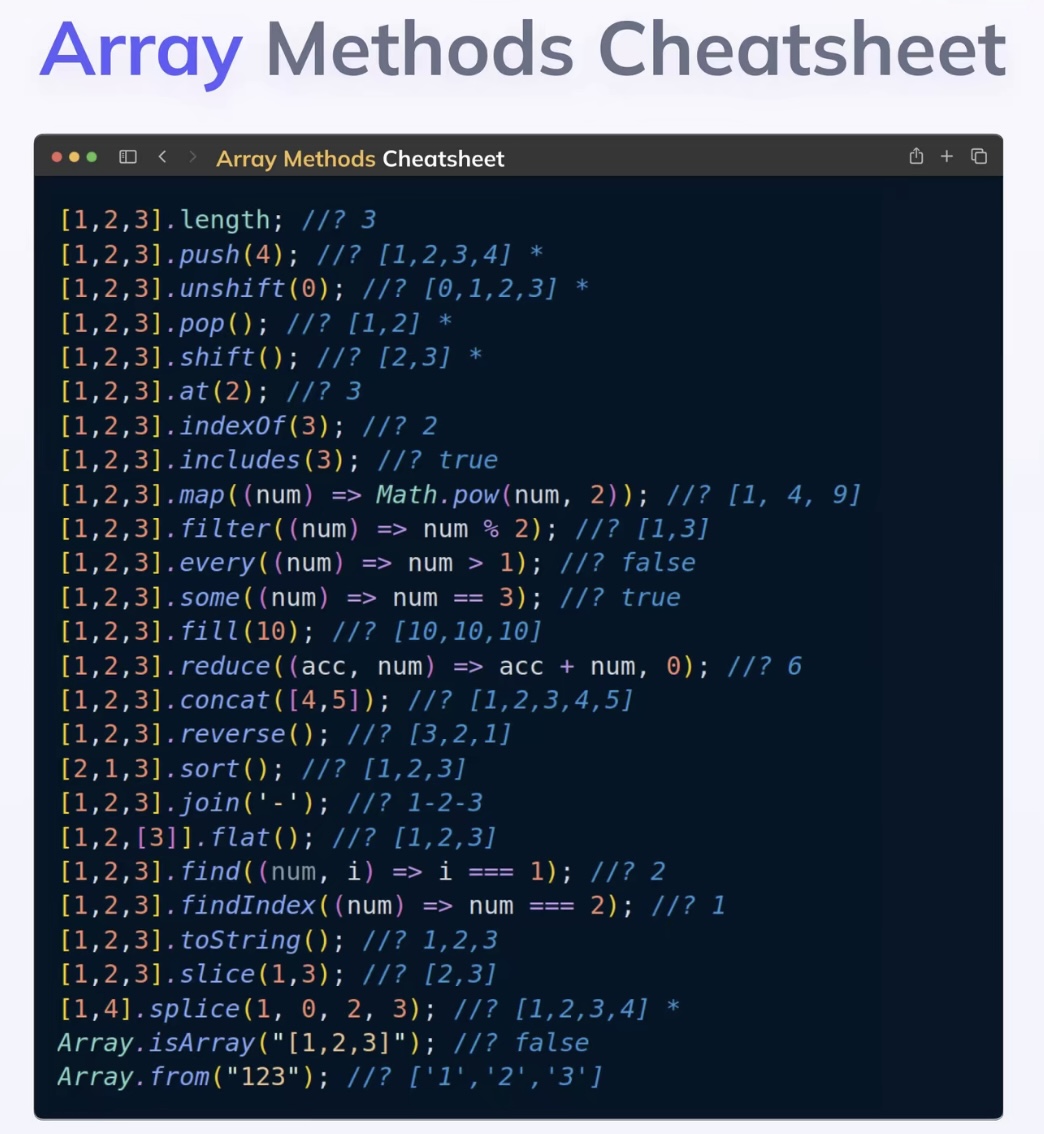 Array Methods Cheatsheet
Array Methods Cheatsheet
[1,2,3].length; //? 3
[1,2,3].push(4); //? [1,2,3,4] *
[1,2,3].unshift(0); //? [0,1,2,3] *
[1,2,3].pop(); //? [1,2] *
[1,2,3].shift(); //? [2,3] *
[1,2,3].at(2); //? 3
[1,2,3].indexOf(3); //? 2
[1,2,3].includes(3); //? true
[1,2,3].map((num) => Math.pow(num, 2)); //? [1, 4, 9]
[1,2,3].filter((num) => num % 2); //? [1,3]
[1,2,3].every((num) => num > 1); //? false
[1,2,3].some((num) => num == 3); //? true
[1,2,3].fill(10); //? [10,10,10]
[1,2,3].reduce((acc, num) => acc + num, 0); //? 6
[1,2,3].concat([4,5]); //? [1,2,3,4,5]
[1,2,3].reverse(); //? [3,2,1]
[2,1,3].sort(); //? [1,2,3]
[1,2,3].join('-'); //? 1-2-3
[1,2,[3]].flat(); //? [1,2,3]
[1,2,3].find((num, i) => i === 1); //? 2
[1,2,3].findIndex((num) => num === 2); //? 1
[1,2,3].toString(); //? 1,2,3
[1,2,3].slice(1,3); //? [2,3]
[1,4].splice(1, 0, 2, 3); //? [1,2,3,4] *
Array.isArray("[1,2,3]"); //? false
Array.from("123"); //? ['1','2','3']